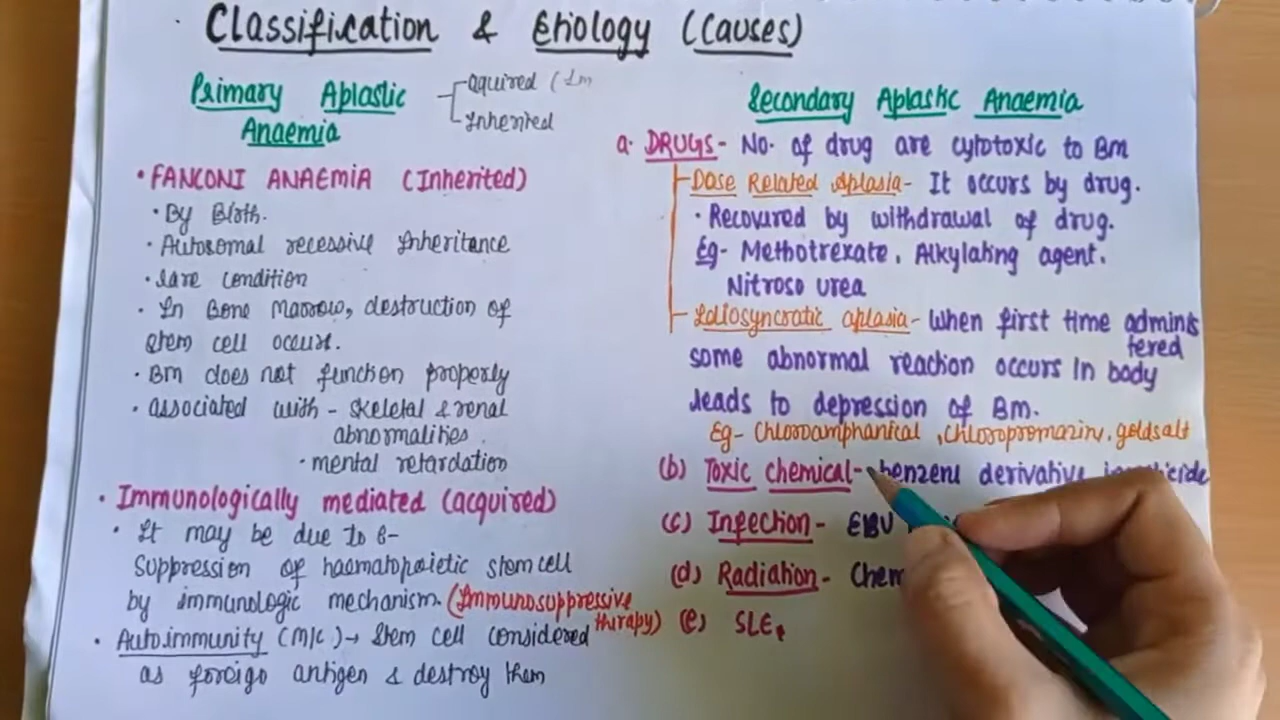 Classification & Etiology (Causes)
Primary Aplastic Anaemia
aquired (Im
Inherited
• FANCONI ANAEMIA (Inherited)
• By Birth.
• Autosomal recessive Inheritance
• rare condition
• In Bone Marrow, destruction of
stem cell occur.
• Bm does not function properly
• associated with - skeletal & renal
abnormalities.
• mental retardation
• Immunologically mediated (acquired)
• It may be due to :-
Suppression of haematopoietic stem cell
by immunologic mechanism. (Immunosuppressive
therapy)
• Autoimmunity (M/C) → Stem cell considered
as foreign antigen & destroy them
Secondary Aplastic Anaemia
a. DRUGS - No. of drug are cytotoxic to Bm
Dose Related Aplasia - It occurs by drug.
• Recovered by withdrawal of drug.
Eg - Methotrexate, Alkylating agent.
Nitroso urea
Idiosyncratic aplasia - When first time adminis
tered
some abnormal reaction occurs in body
leads to depression of Bm.
Eg - Chloroamphanical, Chloropromazine, gold salt
(b) Toxic chemical - benzene derivative
(c) Infection - EBV
(d) Radiation - Chem
(e) SLE.